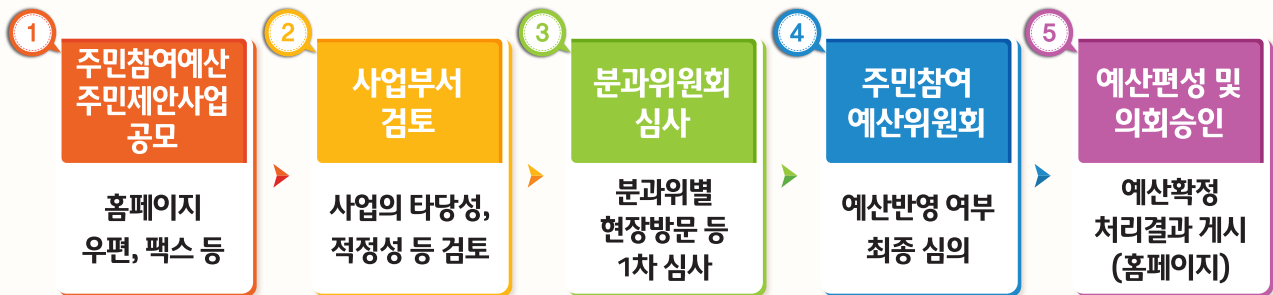 1
주민참여예산
주민제안사업
공모
홈페이지
우편, 팩스 등
2
사업부서
검토
사업의 타당성,
적정성 등 검토
3
분과위원회
심사
분과위별
현장방문 등
1차 심사
4
주민참여
예산위원회
예산반영 여부
최종 심의
5
예산편성 및
의회승인
예산확정
처리결과 게시
(홈페이지)